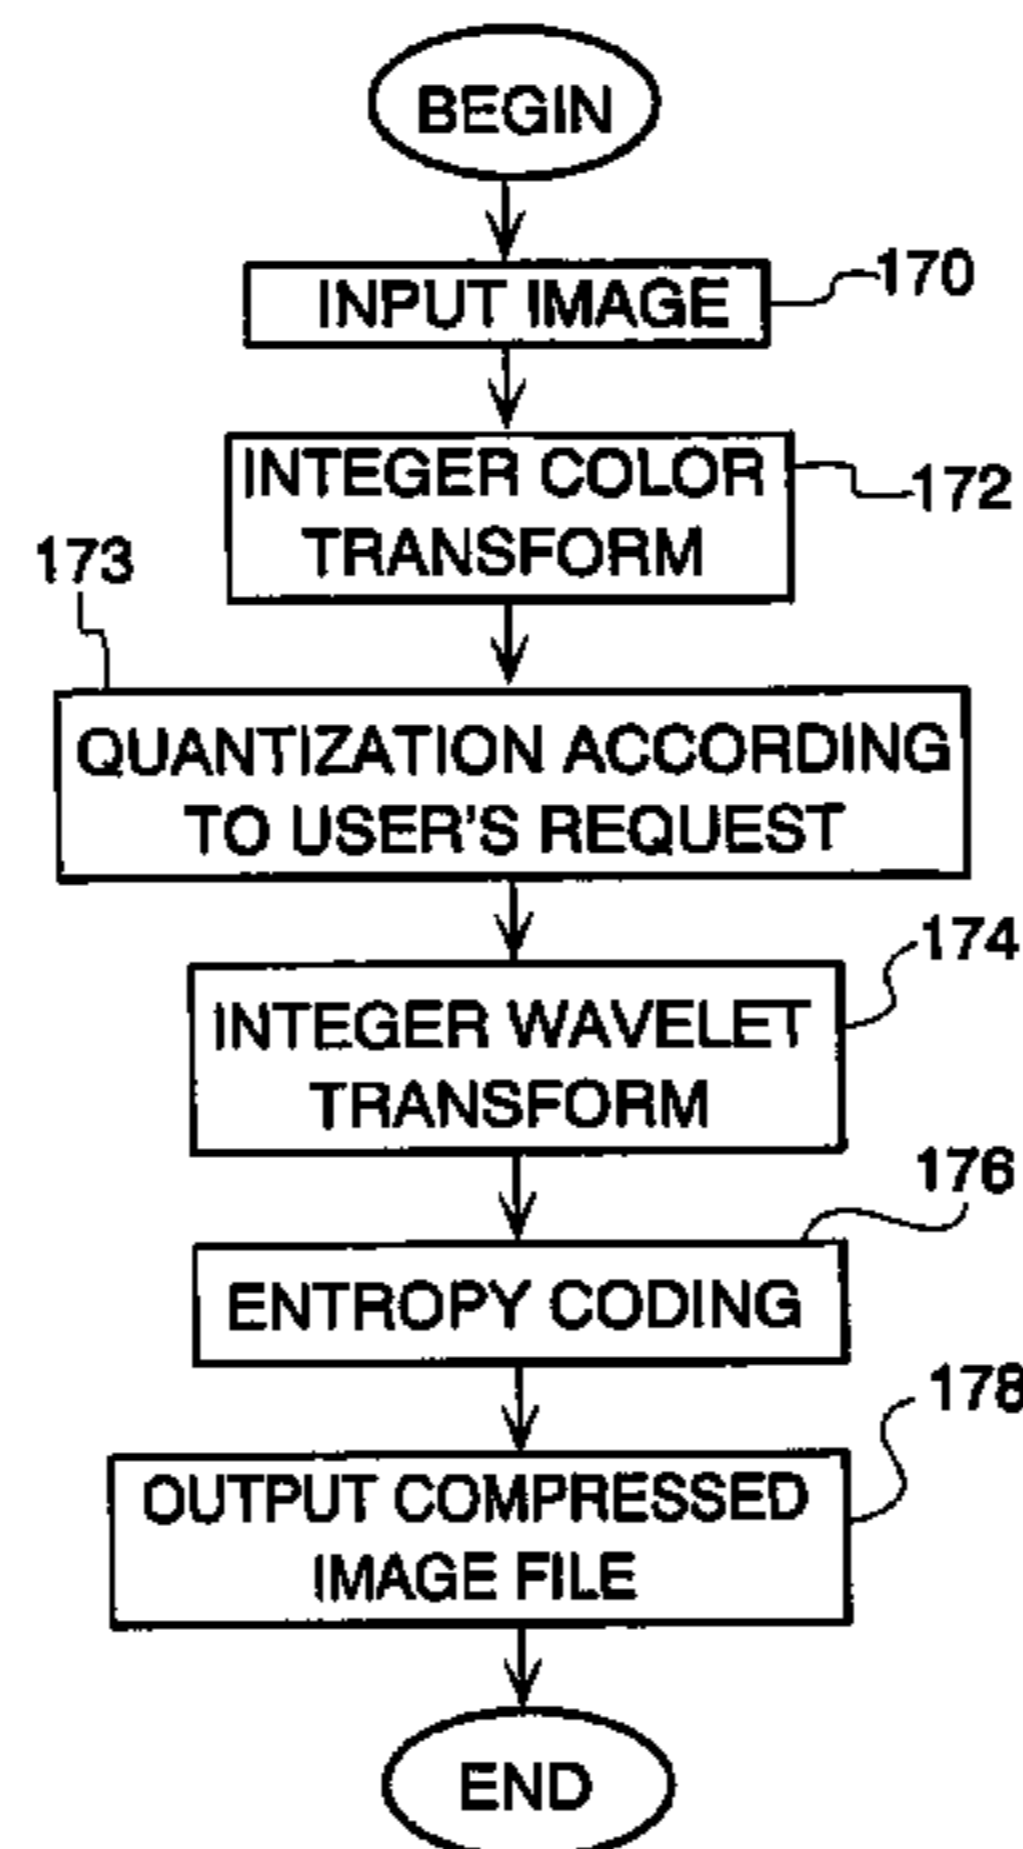 BEGIN
INPUT IMAGE
170
INTEGER COLOR
TRANSFORM
172
173
QUANTIZATION ACCORDING
TO USER'S REQUEST
174
INTEGER WAVELET
TRANSFORM
176
ENTROPY CODING
178
OUTPUT COMPRESSED
IMAGE FILE
END